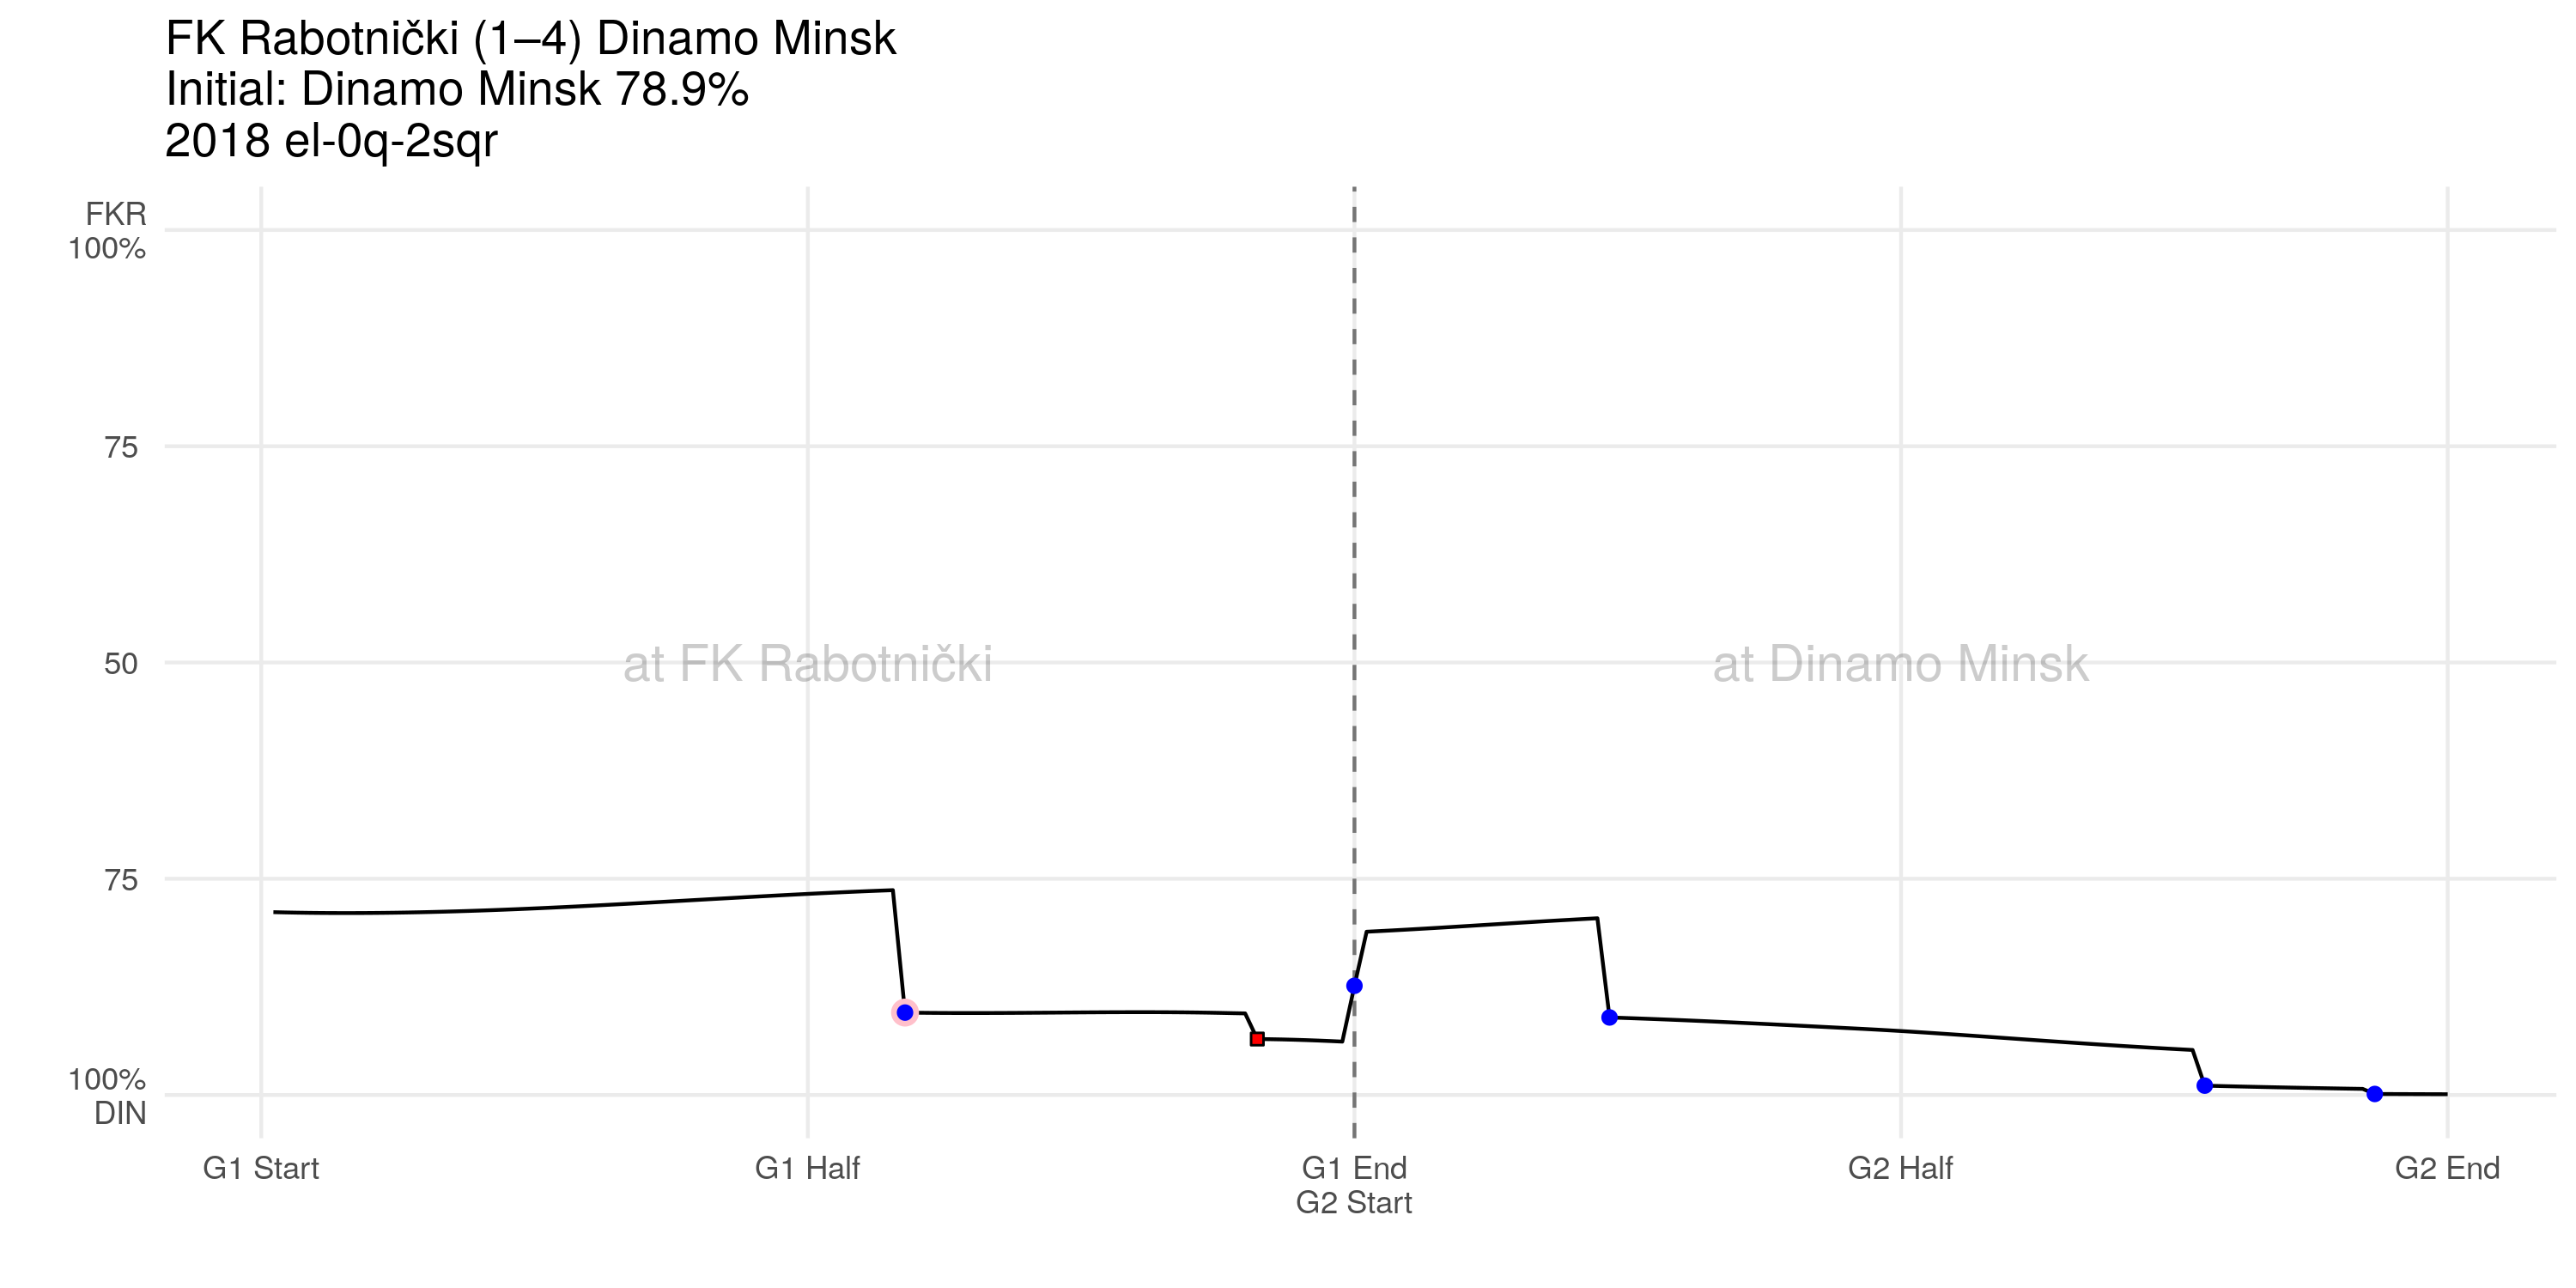 FK Rabotnički (1–4) Dinamo Minsk
Initial: Dinamo Minsk 78.9%
2018 el-0q-2sqr
FKR
100%
75
50
75
100%
DIN
at FK Rabotnički
at Dinamo Minsk
G1 Start
G1 Half
G1 End
G2 Start
G2 Half
G2 End